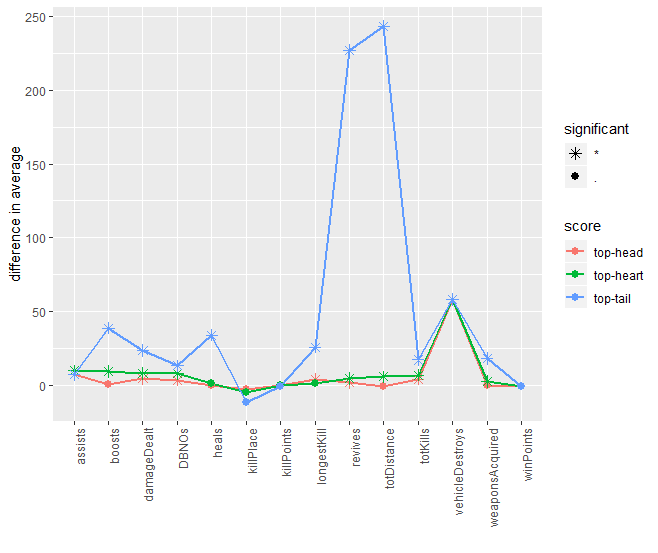 difference in average
250
200
150
100
50
0
assists
boosts
damageDealt
DBNOs
heals
killPlace
killPoints
longestKill
revives
totDistance
totKills
vehicleDestroys
weaponsAcquired
winPoints
significant
*
.
score
top-head
top-heart
top-tail